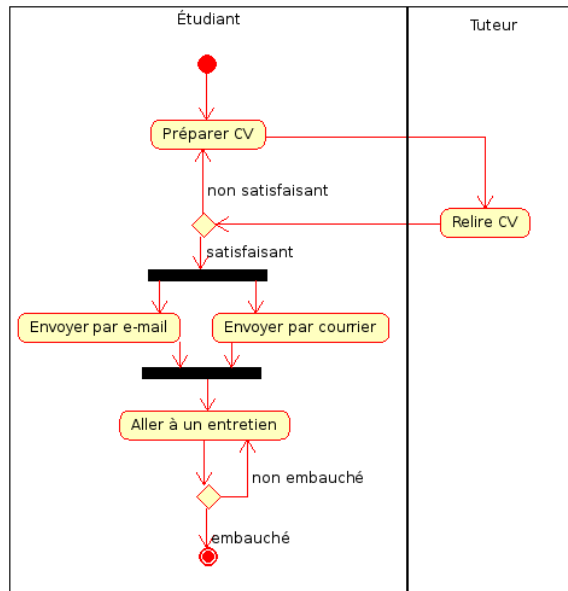 Étudiant
Tuteur
Préparer CV
non satisfaisant
Relire CV
satisfaisant
Envoyer par e-mail
Envoyer par courrier
Aller à un entretien
non embauché
embauché